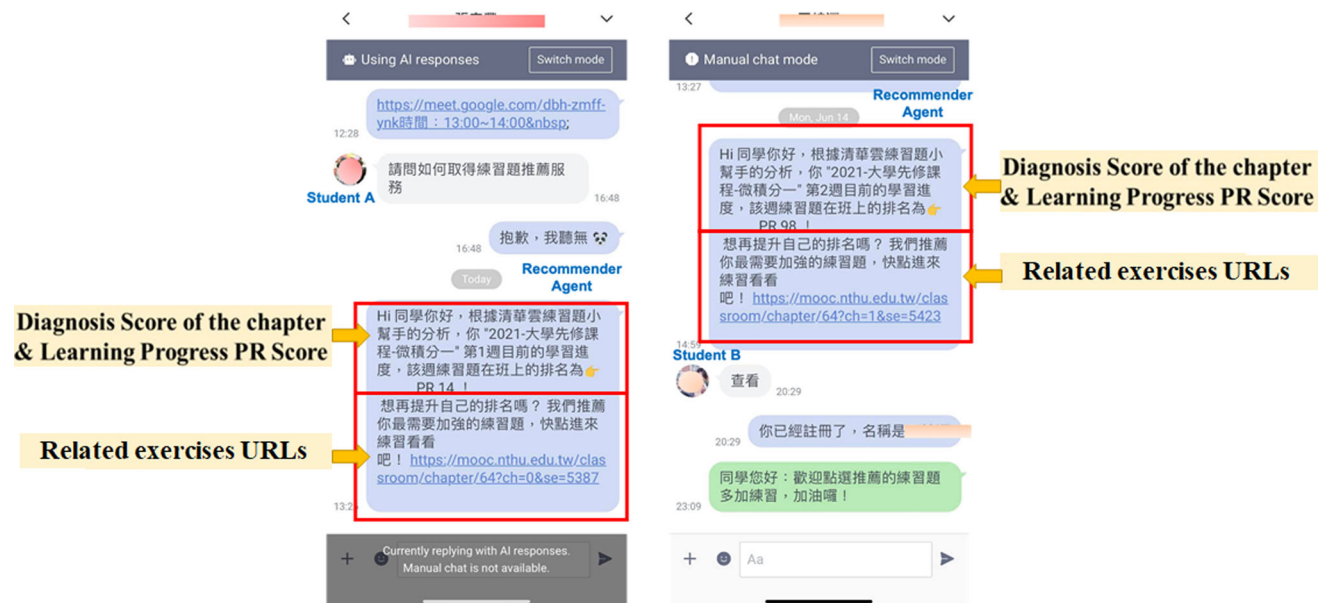 Using AI responses
Switch mode
https://meet.google.com/dbh-zmff-
ynk時間：13:00~14:00&nbsp;
12:28
請問如何取得練習題推薦服
務
Student A
16:48
抱歉，我聽無
16:48
Today
Recommender
Agent
Hi 同學你好，根據清華雲練習題小
幫手的分析，你 "2021-大學先修課
程-微積分一" 第1週目前的學習進
度，該週練習題在班上的排名為👉
PR 14 ！
想再提升自己的排名嗎？ 我們推薦
你最需要加強的練習題，快點進來
練習看看
吧！ https://mooc.nthu.edu.tw/clas
sroom/chapter/64?ch=0&se=5387
Currently replying with AI responses.
Manual chat is not available.
Diagnosis Score of the chapter
& Learning Progress PR Score
Related exercises URLs
Manual chat mode
Switch mode
13:27
Recommender
Agent
Mon, Jun 14
Hi 同學你好，根據清華雲練習題小
幫手的分析，你 "2021-大學先修課
程-微積分一" 第2週目前的學習進
度，該週練習題在班上的排名為👉
PR 98 ！
想再提升自己的排名嗎？ 我們推薦
你最需要加強的練習題，快點進來
練習看看
吧！ https://mooc.nthu.edu.tw/clas
sroom/chapter/64?ch=1&se=5423
14:59
Student B
查看
20:29
你已經註冊了，名稱是
20:29
同學您好：歡迎點選推薦的練習題
多加練習，加油囉！
23:09
Aa
Diagnosis Score of the chapter
& Learning Progress PR Score
Related exercises URLs